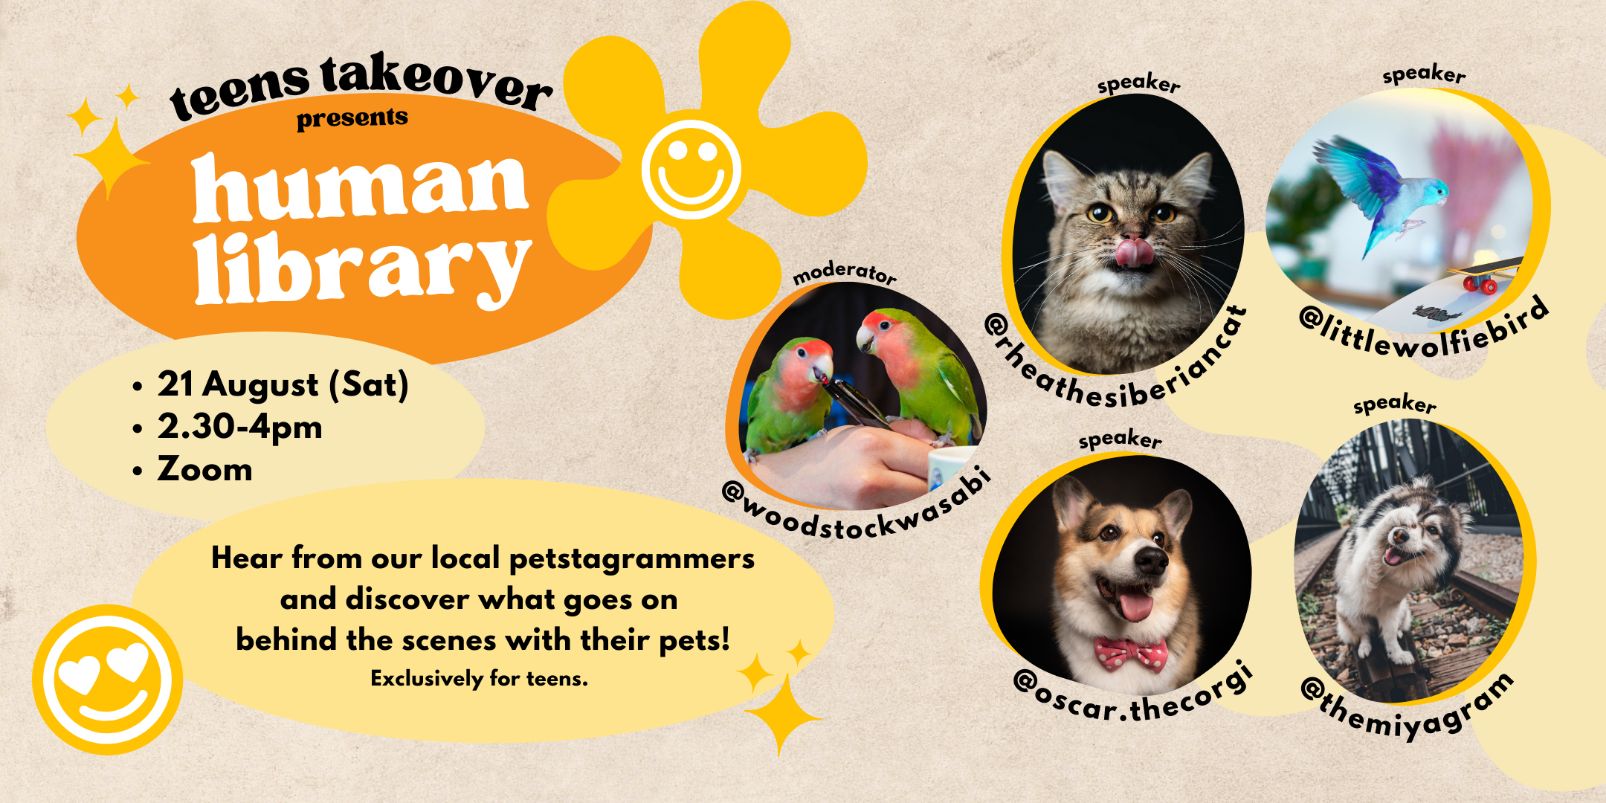 teens takeover
presents
human
library
• 21 August (Sat)
• 2.30-4pm
• Zoom
Hear from our local petstagrammers
and discover what goes on
behind the scenes with their pets!
Exclusively for teens.
moderator
@woodstockwasabi
speaker
@rheathesiberiancat
speaker
@littlewolfiebird
speaker
@oscar.thecorgi
speaker
@themiyagram